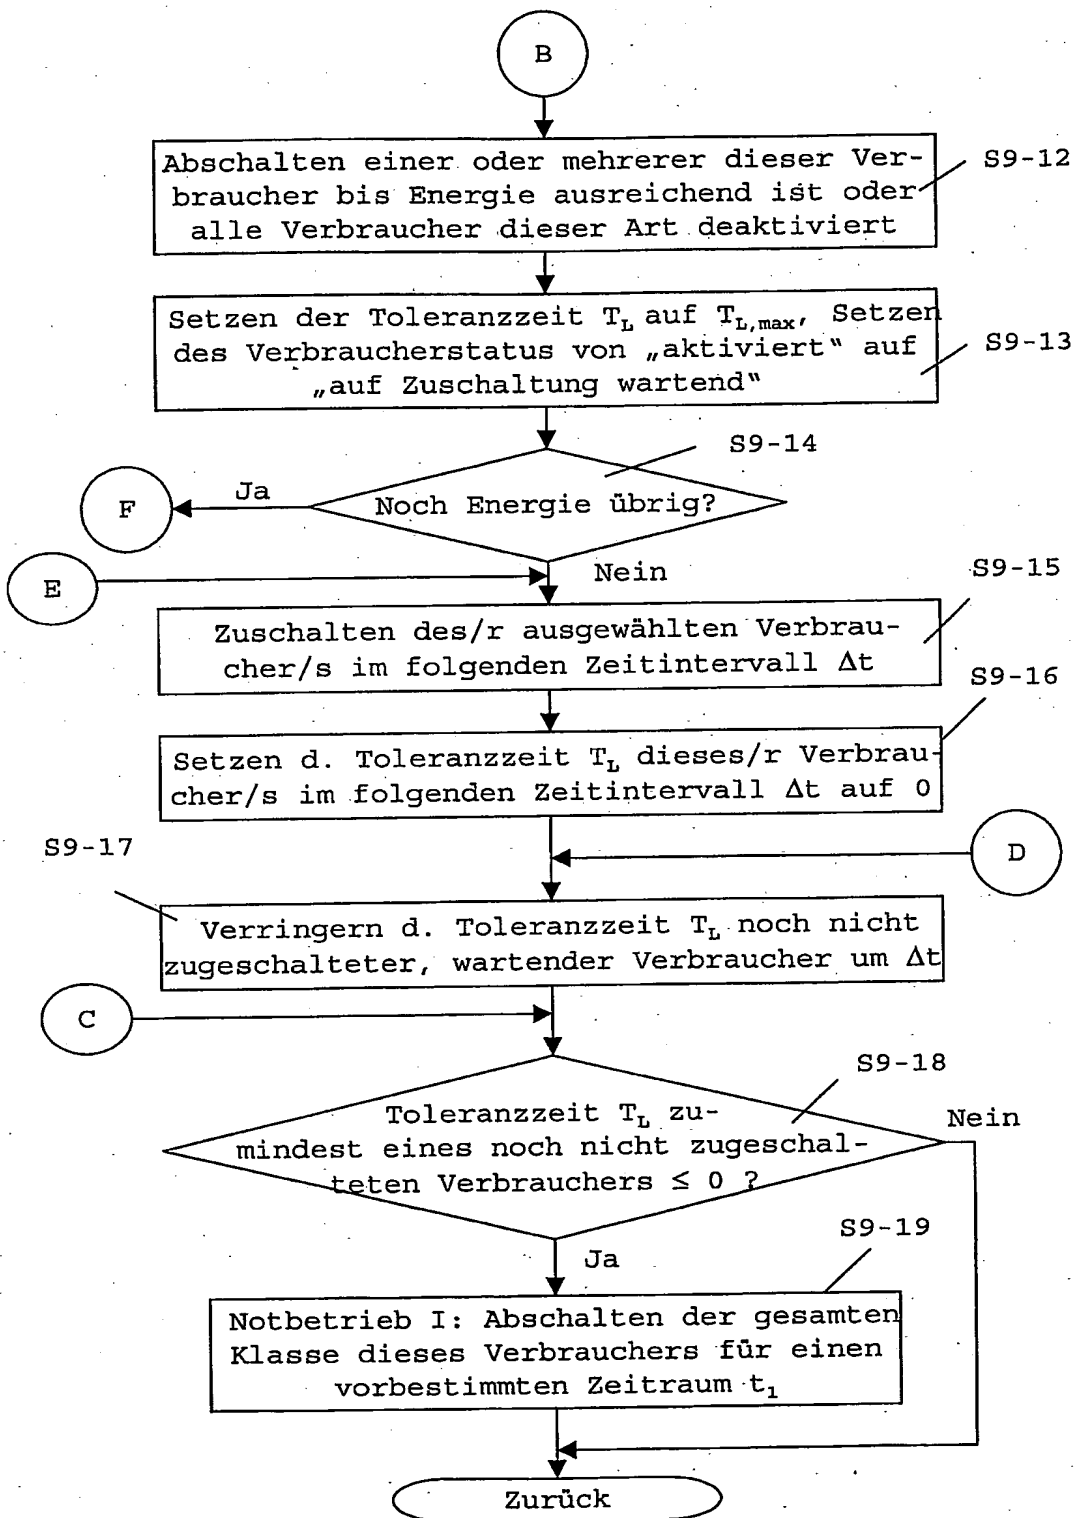 B
Abschalten einer oder mehrerer dieser Ver-
braucher bis Energie ausreichend ist oder
alle Verbraucher dieser Art deaktiviert
S9-12
Setzen der Toleranzzeit T_L auf T_L,max, Setzen
des Verbraucherstatus von „aktiviert“ auf
„auf Zuschaltung wartend“
S9-13
S9-14
Noch Energie übrig?
Ja
F
E
Nein
S9-15
Zuschalten des/r ausgewählten Verbrau-
cher/s im folgenden Zeitintervall Δt
S9-16
Setzen d. Toleranzzeit T_L dieses/r Verbrau-
cher/s im folgenden Zeitintervall Δt auf 0
S9-17
D
Verringern d. Toleranzzeit T_L noch nicht
zugeschalteter, wartender Verbraucher um Δt
C
S9-18
Toleranzzeit T_L zu-
mindest eines noch nicht zugeschal-
teten Verbrauchers ≤ 0 ?
Nein
S9-19
Ja
Notbetrieb I: Abschalten der gesamten
Klasse dieses Verbrauchers für einen
vorbestimmten Zeitraum t_1
Zurück